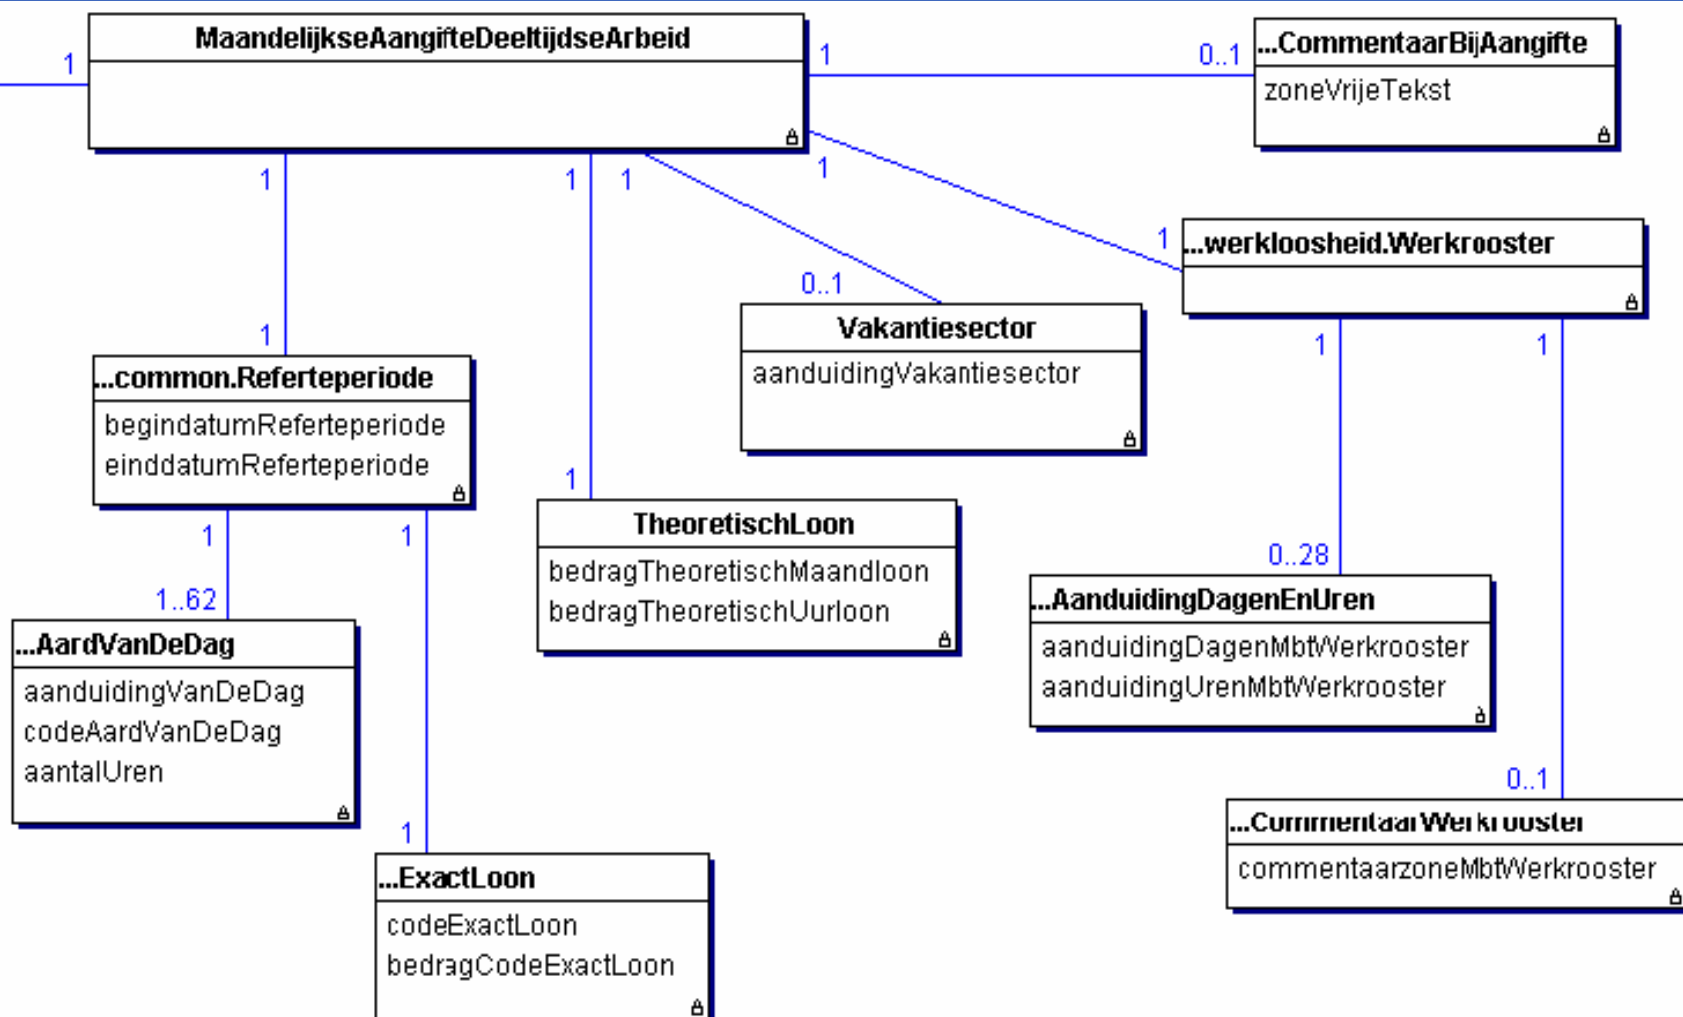 MaandelijkseAangifteDeeltijdseArbeid
1
1
0..1
...CommentaarBijAangifte
zoneVrijeTekst
1
1
1
1
1
...werkloosheid.Werkrooster
0..1
Vakantiesector
aanduidingVakantiesector
1
1
1
...common.Referteperiode
begindatumReferteperiode
einddatumReferteperiode
1
TheoretischLoon
bedragTheoretischMaandloon
bedragTheoretischUurloon
1
1
0..28
...AanduidingDagenEnUren
aanduidingDagenMbtWerkrooster
aanduidingUrenMbtWerkrooster
1..62
...AardVanDeDag
aanduidingVanDeDag
codeAardVanDeDag
aantalUren
0..1
...CommentaarWerkrooster
commentaarzoneMbtWerkrooster
1
...ExactLoon
codeExactLoon
bedragCodeExactLoon